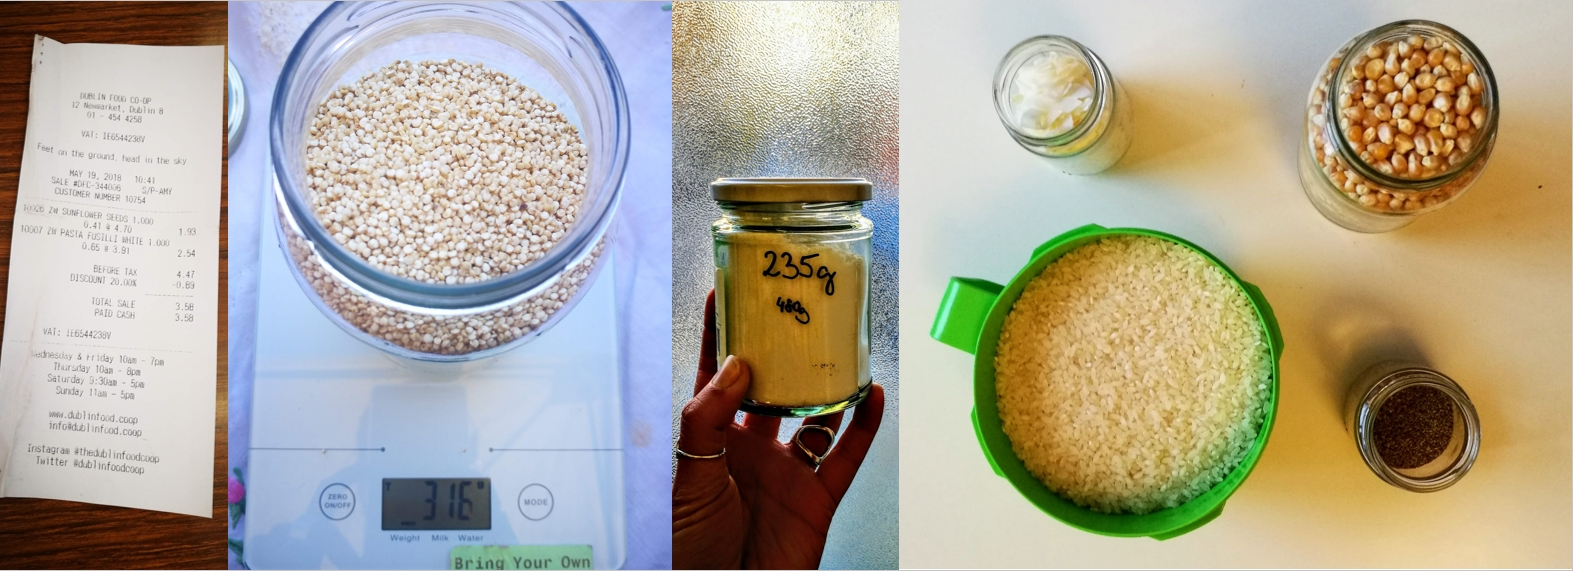 DUBLIN FOOD CO-OP
12 Newmarket, Dublin 8
01 - 454 4258
VAT: IE6544230V
Feet on the ground, head in the sky
MAY 19, 2018 10:41
SALE #DFC-344006 S/P-AMY
CUSTOMER NUMBER 10754
10026 ZW SUNFLOWER SEEDS 1.000
0.41 @ 4.70 1.93
10007 ZW PASTA FUSILLI WHITE 1.000
0.65 @ 3.91 2.54
BEFORE TAX 4.47
DISCOUNT 20.00% -0.89
TOTAL SALE 3.58
PAID CASH 3.58
VAT: IE6544230V
Wednesday & Friday 10am - 7pm
Thursday 10am - 8pm
Saturday 9:30am - 5pm
Sunday 11am - 5pm
www.dublinfood.coop
info@dublinfood.coop
Instagram #thedublinfoodcoop
Twitter #dublinfoodcoop
316
ZERO
ON/OFF
MODE
Weight Milk Water
Bring Your Own
235g
480g